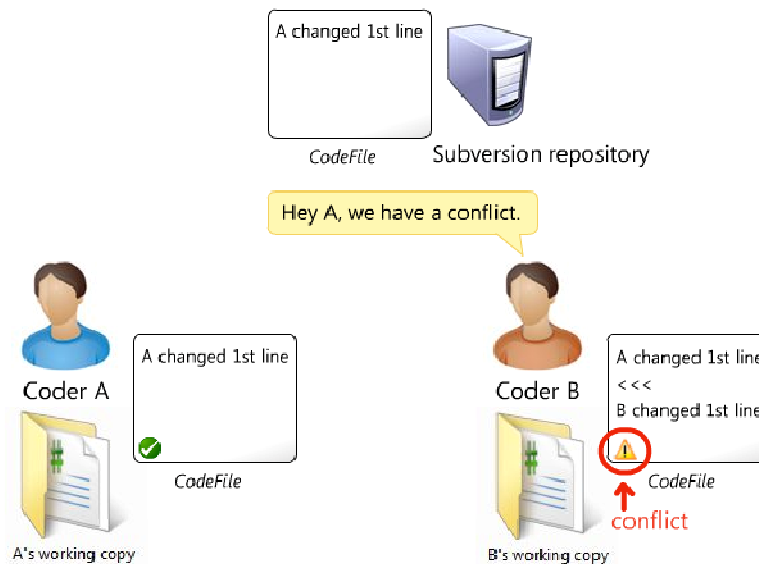 A changed 1st line
CodeFile
Subversion repository
Hey A, we have a conflict.
Coder A
A changed 1st line
CodeFile
A's working copy
Coder B
A changed 1st line
<<<
B changed 1st line
CodeFile
conflict
B's working copy